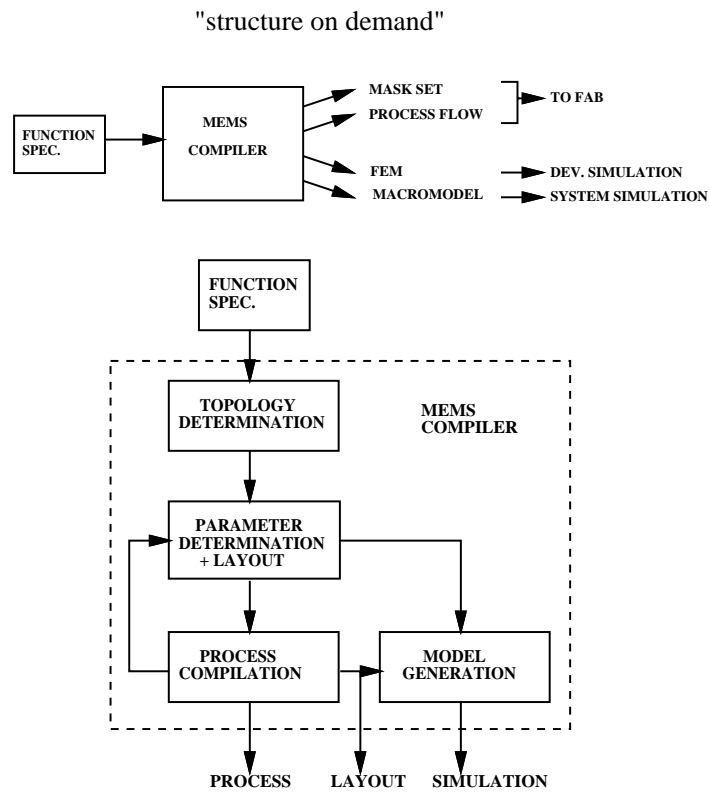 "structure on demand"
FUNCTION
SPEC.
MEMS
COMPILER
MASK SET
PROCESS FLOW
TO FAB
FEM
DEV. SIMULATION
MACROMODEL
SYSTEM SIMULATION
FUNCTION
SPEC.
TOPOLOGY
DETERMINATION
MEMS
COMPILER
PARAMETER
DETERMINATION
+ LAYOUT
PROCESS
COMPILATION
MODEL
GENERATION
PROCESS
LAYOUT
SIMULATION